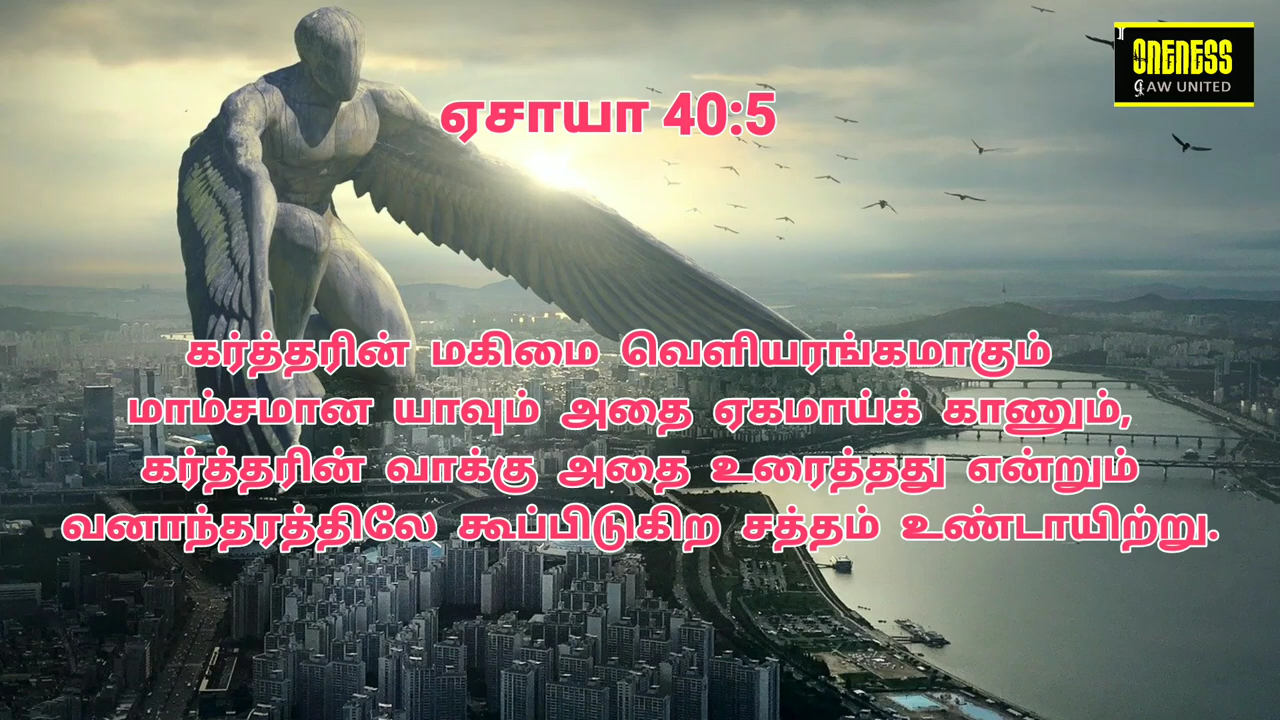 ONENESS
LAW UNITED
ஏசாயா 40:5
கர்த்தரின் மகிமை வெளியரங்கமாகும்
மாம்சமான யாவும் அதை ஏகமாய்க் காணும்,
கர்த்தரின் வாக்கு அதை உரைத்தது என்றும்
வனாந்தரத்திலே கூப்பிடுகிற சத்தம் உண்டாயிற்று.